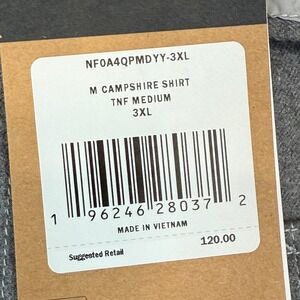 NF0A4QPMDYY-3XL
M CAMPSHIRE SHIRT
TNF MEDIUM
3XL
1 96246 28037 2
MADE IN VIETNAM
Suggested Retail 120.00